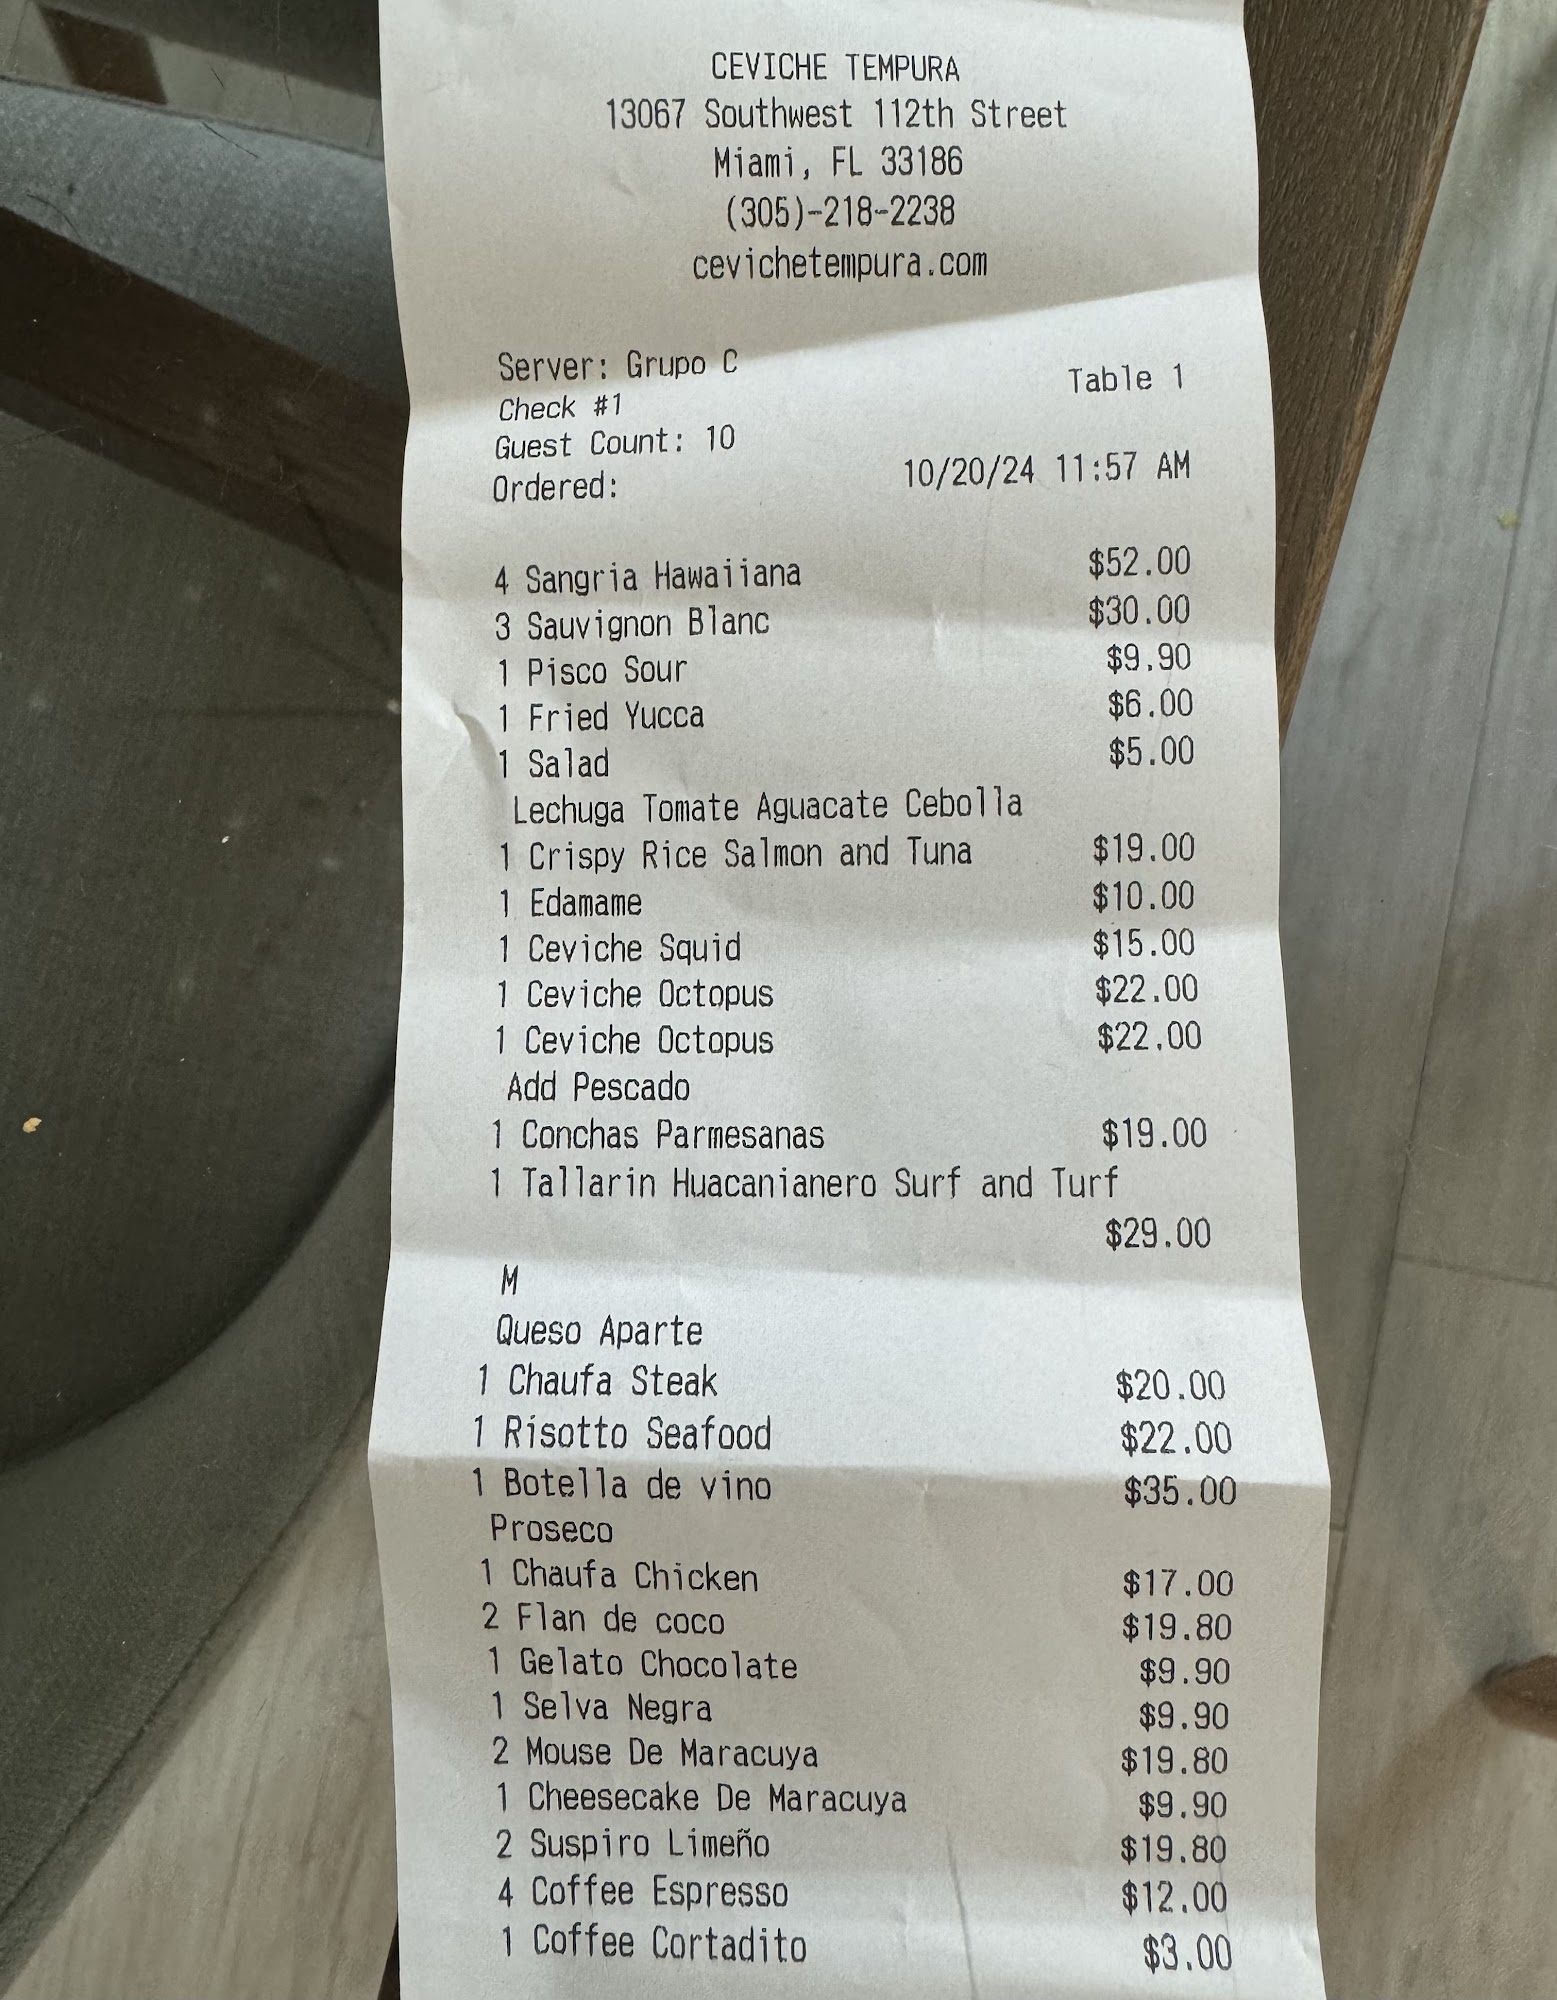 CEVICHE TEMPURA
13067 Southwest 112th Street
Miami, FL 33186
(305)-218-2238
cevichetempura.com
Server: Grupo C
Check #1 Table 1
Guest Count: 10
Ordered: 10/20/24 11:57 AM
4 Sangria Hawaiiana $52.00
3 Sauvignon Blanc $30.00
1 Pisco Sour $9.90
1 Fried Yucca $6.00
1 Salad $5.00
Lechuga Tomate Aguacate Cebolla
1 Crispy Rice Salmon and Tuna $19.00
1 Edamame $10.00
1 Ceviche Squid $15.00
1 Ceviche Octopus $22.00
1 Ceviche Octopus $22.00
Add Pescado
1 Conchas Parmesanas $19.00
1 Tallarin Huacanianero Surf and Turf
$29.00
M
Queso Aparte
1 Chaufa Steak $20.00
1 Risotto Seafood $22.00
1 Botella de vino $35.00
Proseco
1 Chaufa Chicken $17.00
2 Flan de coco $19.80
1 Gelato Chocolate $9.90
1 Selva Negra $9.90
2 Mouse De Maracuya $19.80
1 Cheesecake De Maracuya $9.90
2 Suspiro Limeño $19.80
4 Coffee Espresso $12.00
1 Coffee Cortadito $3.00